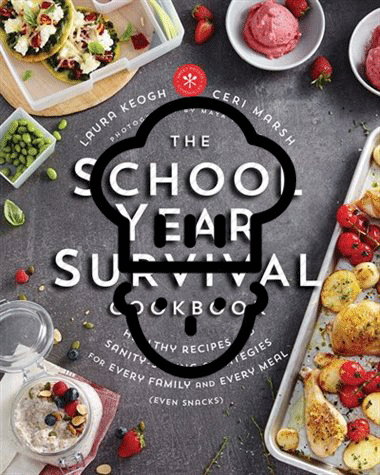 LAURA KEOGH
CERI MARSH
THE
SCHOOL
YEAR
SURVIVAL
COOKBOOK
HEALTHY RECIPES
FOR EVERY FAMILY AND EVERY MEAL
(EVEN SNACKS)